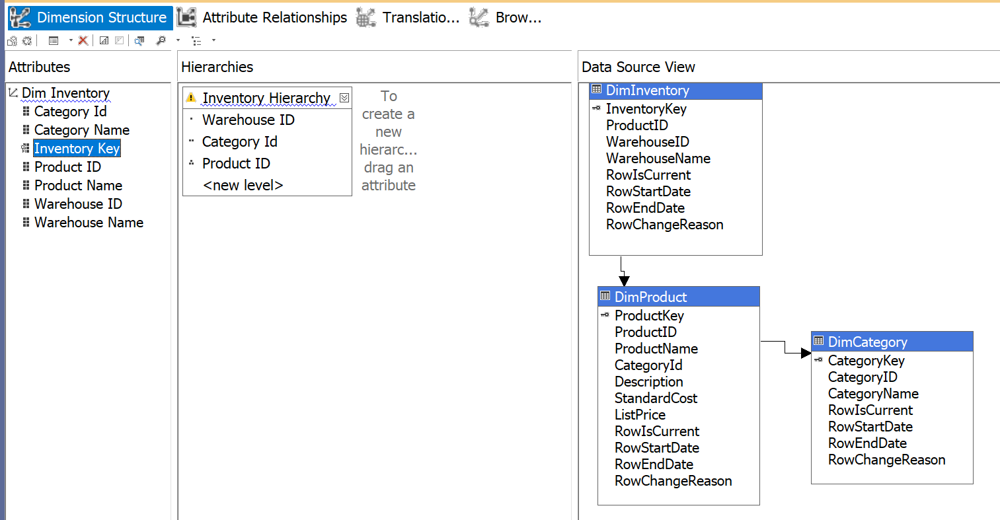 Dimension Structure
Attribute Relationships
Translatio...
Brow...
Attributes
Dim Inventory
Category Id
Category Name
Inventory Key
Product ID
Product Name
Warehouse ID
Warehouse Name
Hierarchies
Inventory Hierarchy
Warehouse ID
Category Id
Product ID
<new level>
To
create a
new
hierarc...
drag an
attribute
Data Source View
DimInventory
InventoryKey
ProductID
WarehouseID
WarehouseName
RowIsCurrent
RowStartDate
RowEndDate
RowChangeReason
DimProduct
ProductKey
ProductID
ProductName
CategoryId
Description
StandardCost
ListPrice
RowIsCurrent
RowStartDate
RowEndDate
RowChangeReason
DimCategory
CategoryKey
CategoryID
CategoryName
RowIsCurrent
RowStartDate
RowEndDate
RowChangeReason